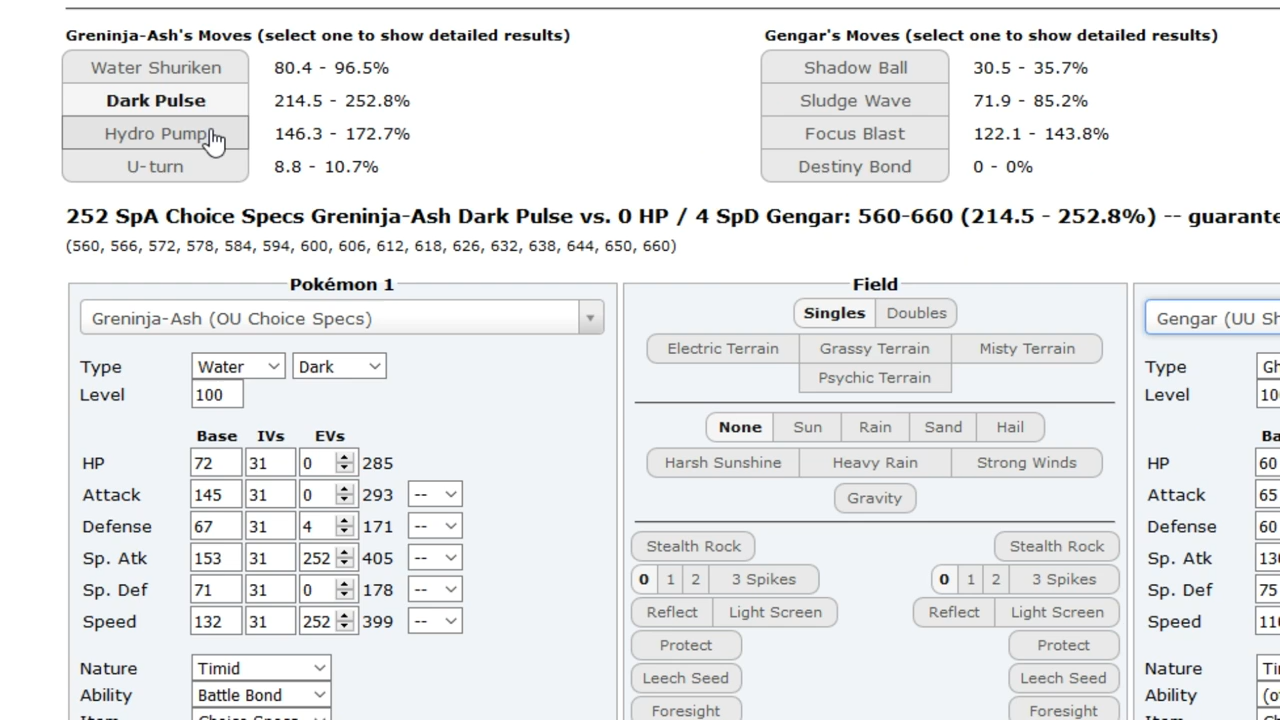 Greninja-Ash's Moves (select one to show detailed results)
Water Shuriken 80.4 - 96.5%
Dark Pulse 214.5 - 252.8%
Hydro Pump 146.3 - 172.7%
U-turn 8.8 - 10.7%
Gengar's Moves (select one to show detailed results)
Shadow Ball 30.5 - 35.7%
Sludge Wave 71.9 - 85.2%
Focus Blast 122.1 - 143.8%
Destiny Bond 0 - 0%
252 SpA Choice Specs Greninja-Ash Dark Pulse vs. 0 HP / 4 SpD Gengar: 560-660 (214.5 - 252.8%) -- guarante
(560, 566, 572, 578, 584, 594, 600, 606, 612, 618, 626, 632, 638, 644, 650, 660)
Pokémon 1
Greninja-Ash (OU Choice Specs)
Type Water Dark
Level 100
Base IVs EVs
HP 72 31 0 285
Attack 145 31 0 293 --
Defense 67 31 4 171 --
Sp. Atk 153 31 252 405 --
Sp. Def 71 31 0 178 --
Speed 132 31 252 399 --
Nature Timid
Ability Battle Bond
Item Choice Specs
Field
Singles Doubles
Electric Terrain Grassy Terrain Misty Terrain
Psychic Terrain
None Sun Rain Sand Hail
Harsh Sunshine Heavy Rain Strong Winds
Gravity
Stealth Rock Stealth Rock
0 1 2 3 Spikes 0 1 2 3 Spikes
Reflect Light Screen Reflect Light Screen
Protect Protect
Leech Seed Leech Seed
Foresight Foresight
Gengar (UU Sh
Type Gh
Level 10
Ba
HP 60
Attack 65
Defense 60
Sp. Atk 130
Sp. Def 75
Speed 110
Nature Ti
Ability (o